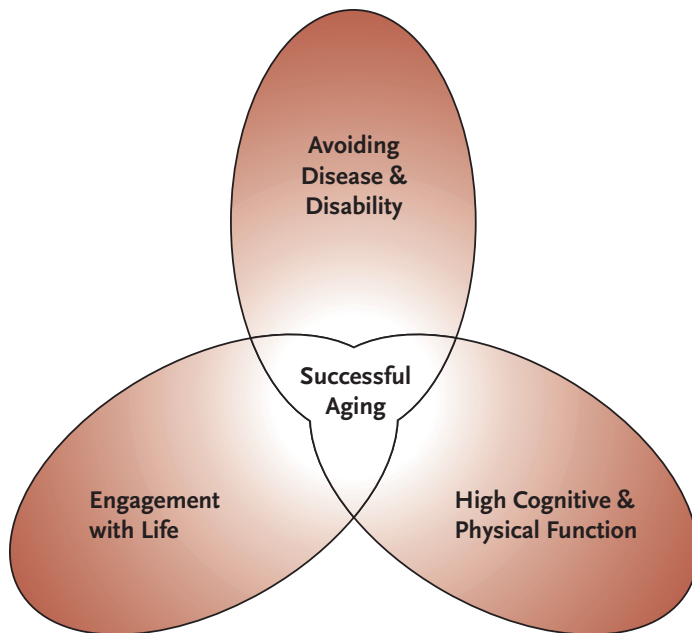 Avoiding
Disease &
Disability
Successful
Aging
Engagement
with Life
High Cognitive &
Physical Function